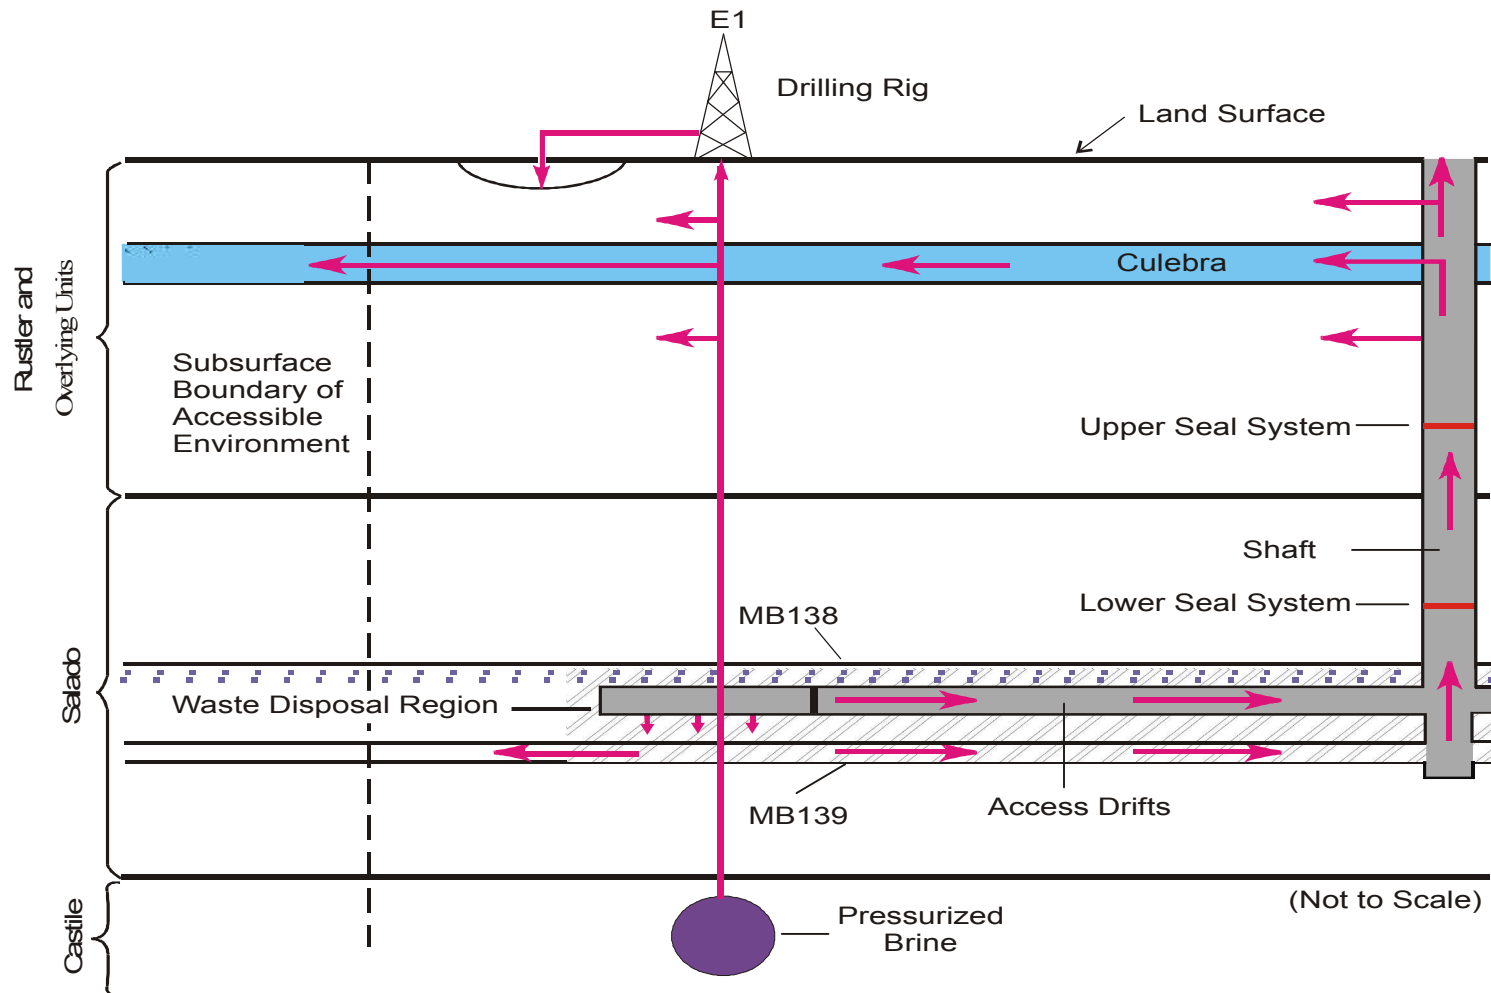 E1
Drilling Rig
Land Surface
Culebra
Rustler and
Overlying Units
Subsurface
Boundary of
Accessible
Environment
Upper Seal System
Shaft
Lower Seal System
MB138
Salado
Waste Disposal Region
Access Drifts
MB139
(Not to Scale)
Pressurized
Brine
Castile